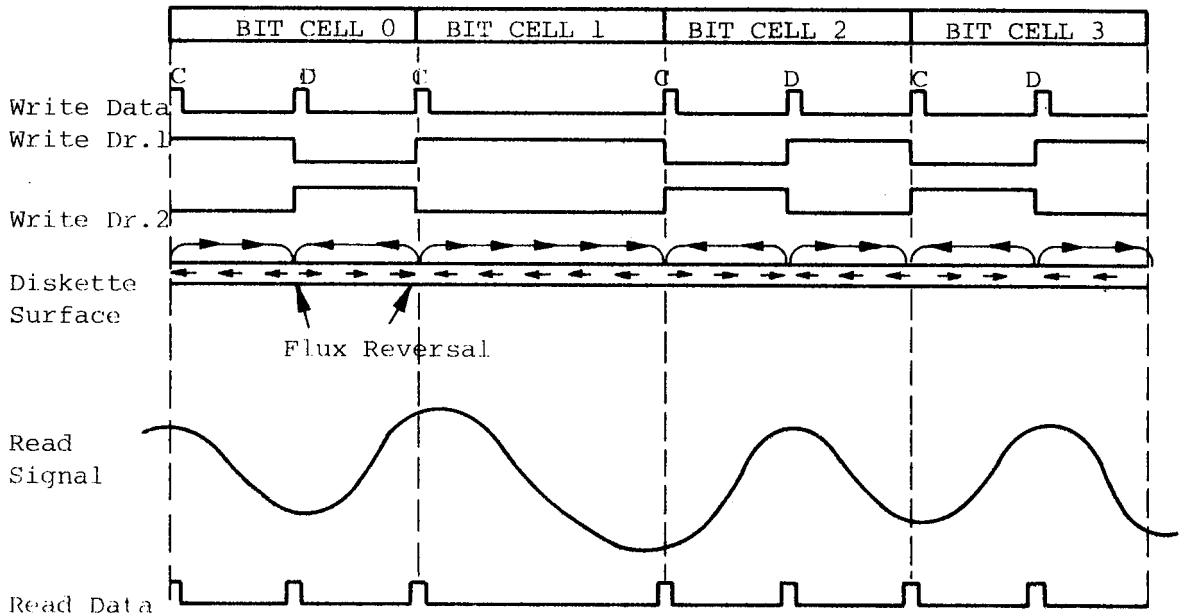 BIT CELL 0 BIT CELL 1 BIT CELL 2 BIT CELL 3
C D C C D C D
Write Data
Write Dr.1
Write Dr.2
Diskette
Surface
Flux Reversal
Read
Signal
Read Data